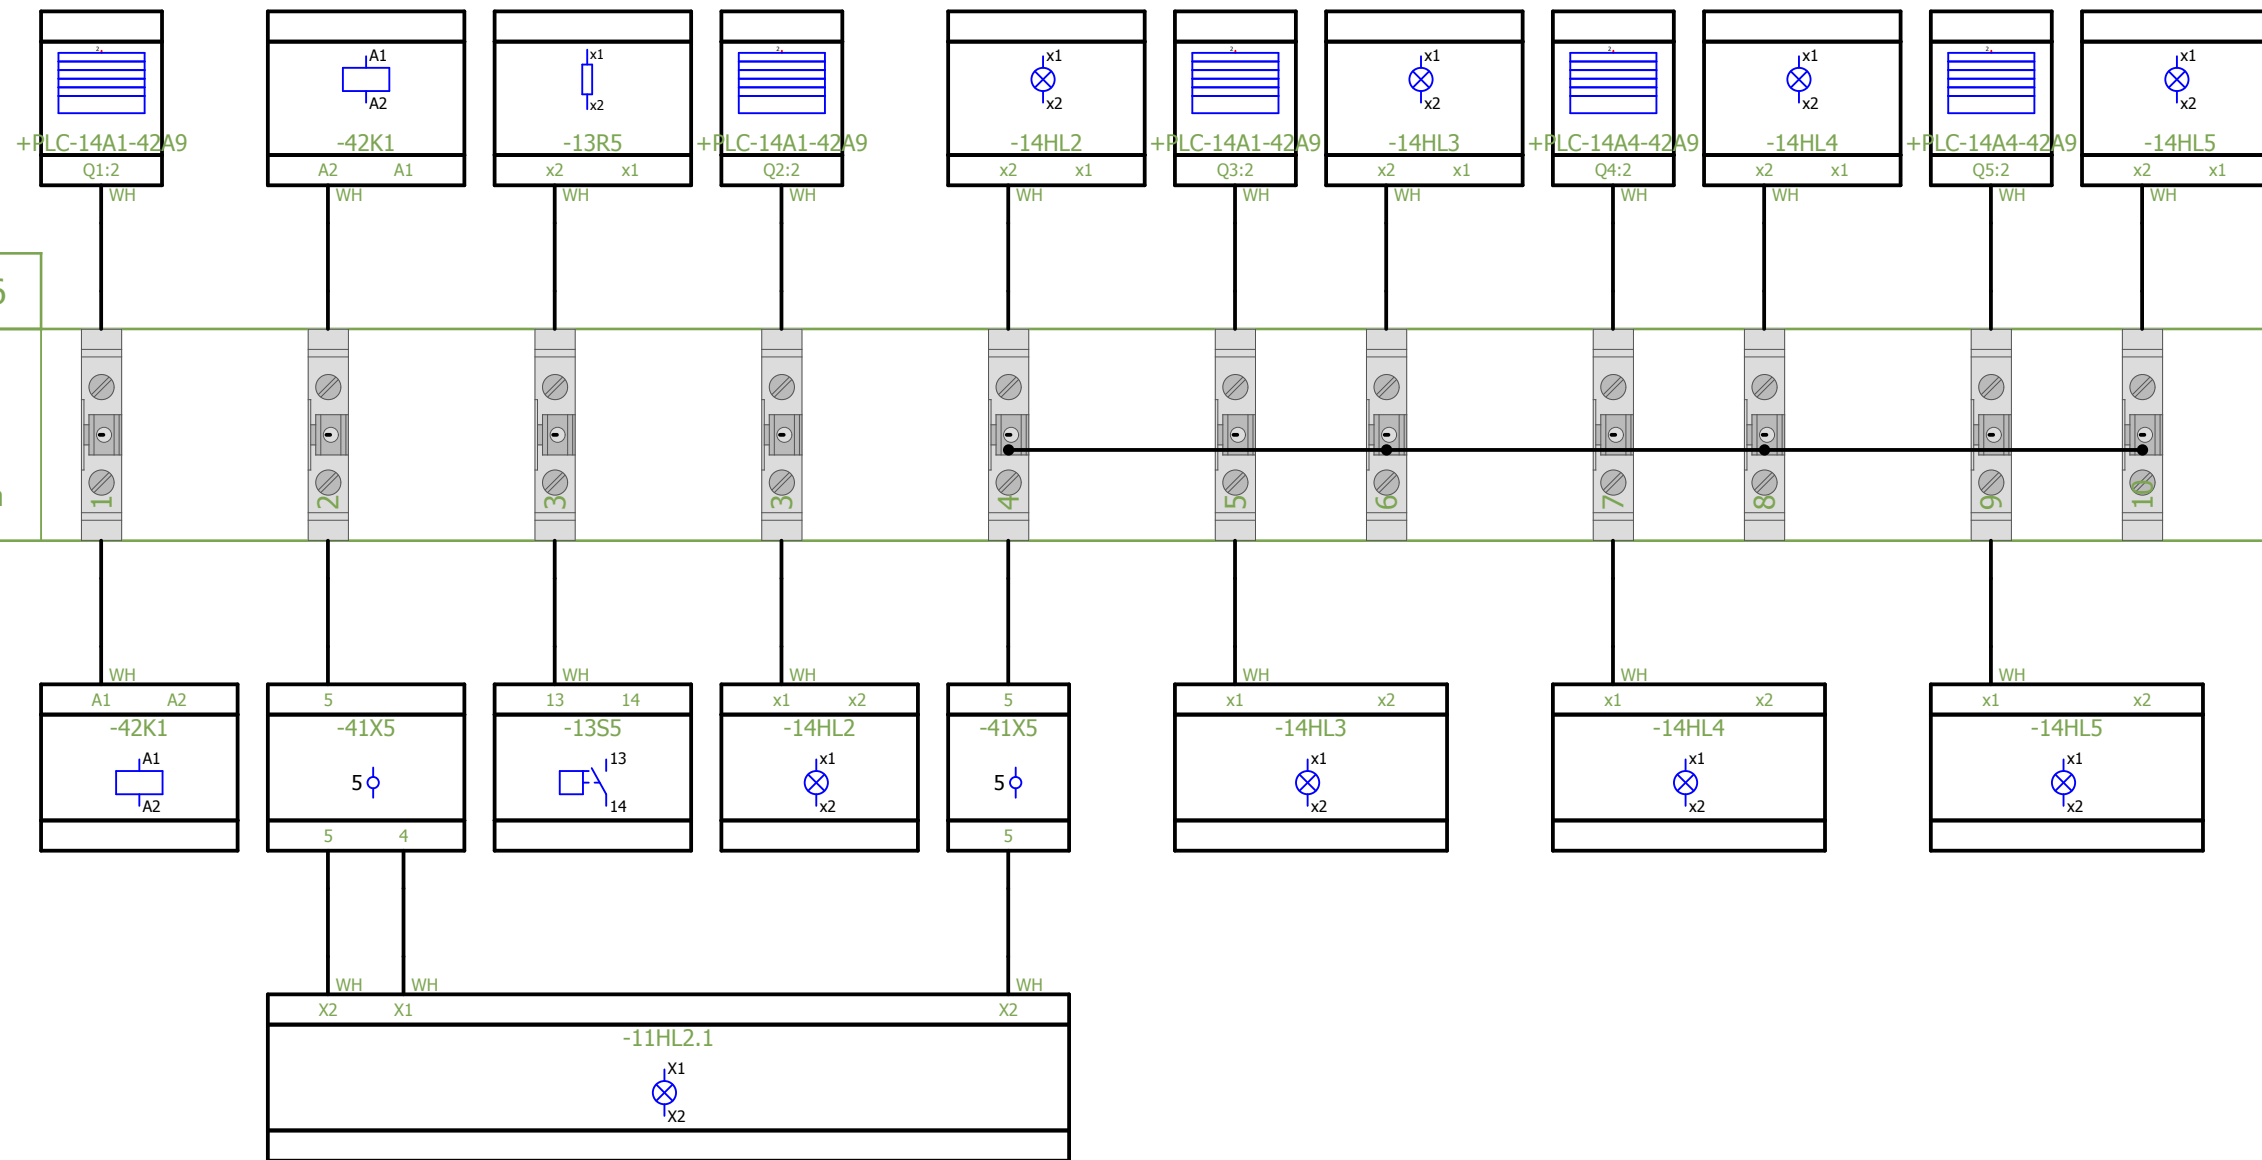 A1
x1
x1
x1
x1
x1
A2
x2
x2
x2
x2
x2
+PLC-14A1-42A9
-42K1
-13R5
+PLC-14A1-42A9
-14HL2
+PLC-14A1-42A9
-14HL3
+PLC-14A4-42A9
-14HL4
+PLC-14A4-42A9
-14HL5
Q1:2
A2 A1
x2 x1
Q2:2
x2 x1
Q3:2
x2 x1
Q4:2
x2 x1
Q5:2
x2 x1
WH WH WH WH WH WH WH WH WH WH WH
1 2 3 3 4 5 6 7 8 9 10
WH WH WH WH WH WH
A1 A2
5
13 14
x1 x2
5
x1 x2
x1 x2
x1 x2
-42K1
-41X5
-13S5
-14HL2
-41X5
-14HL3
-14HL4
-14HL5
A1
13
x1
x1
x1
x1
5
5
A2
14
x2
x2
x2
x2
5 4
5
WH WH WH
X2 X1 X2
-11HL2.1
X1
X2